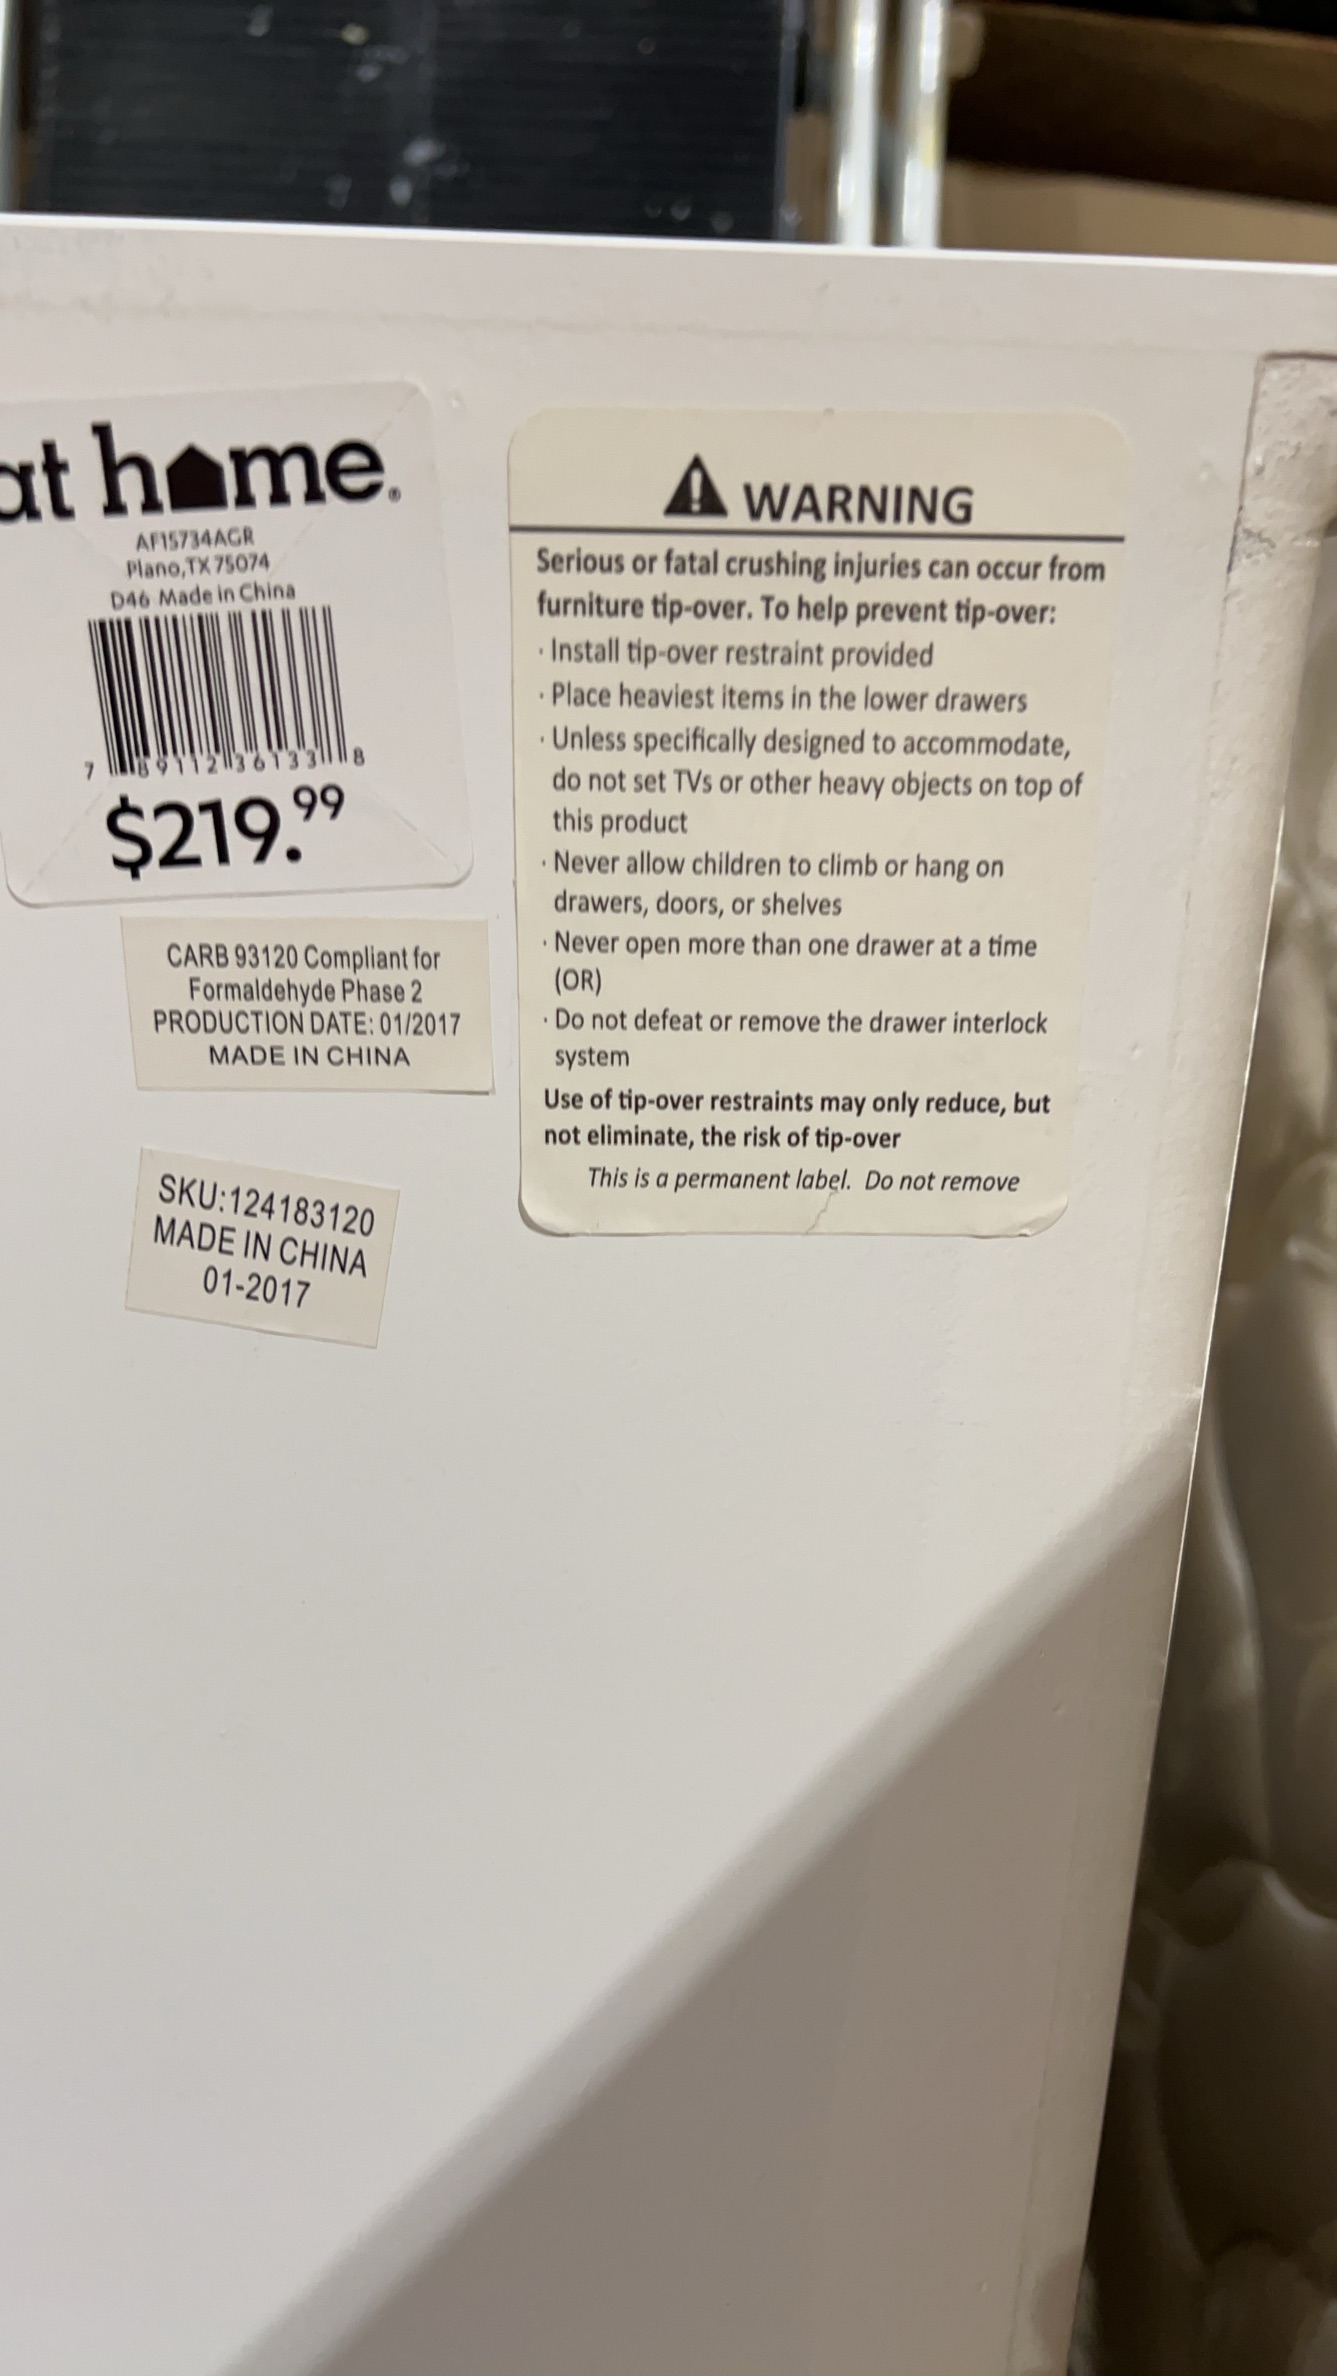 at home.®
AF15734AGR
Plano, TX 75074
D46 Made in China
7 89112 36133 8
$219.99
CARB 93120 Compliant for
Formaldehyde Phase 2
PRODUCTION DATE: 01/2017
MADE IN CHINA
SKU:124183120
MADE IN CHINA
01-2017
WARNING
Serious or fatal crushing injuries can occur from
furniture tip-over. To help prevent tip-over:
· Install tip-over restraint provided
· Place heaviest items in the lower drawers
· Unless specifically designed to accommodate,
do not set TVs or other heavy objects on top of
this product
· Never allow children to climb or hang on
drawers, doors, or shelves
· Never open more than one drawer at a time
(OR)
· Do not defeat or remove the drawer interlock
system
Use of tip-over restraints may only reduce, but
not eliminate, the risk of tip-over
This is a permanent label. Do not remove